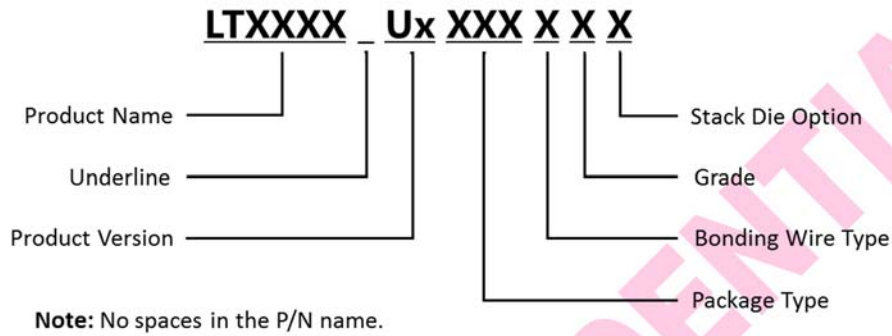 LTXXXX _ Ux XXX X X X
Product Name
Stack Die Option
Underline
Grade
Product Version
Bonding Wire Type
Package Type
Note: No spaces in the P/N name.